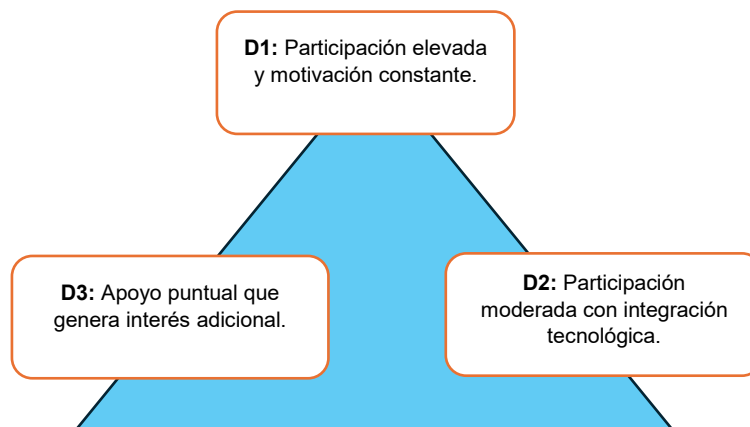 D1: Participación elevada
y motivación constante.
D3: Apoyo puntual que
genera interés adicional.
D2: Participación
moderada con integración
tecnológica.